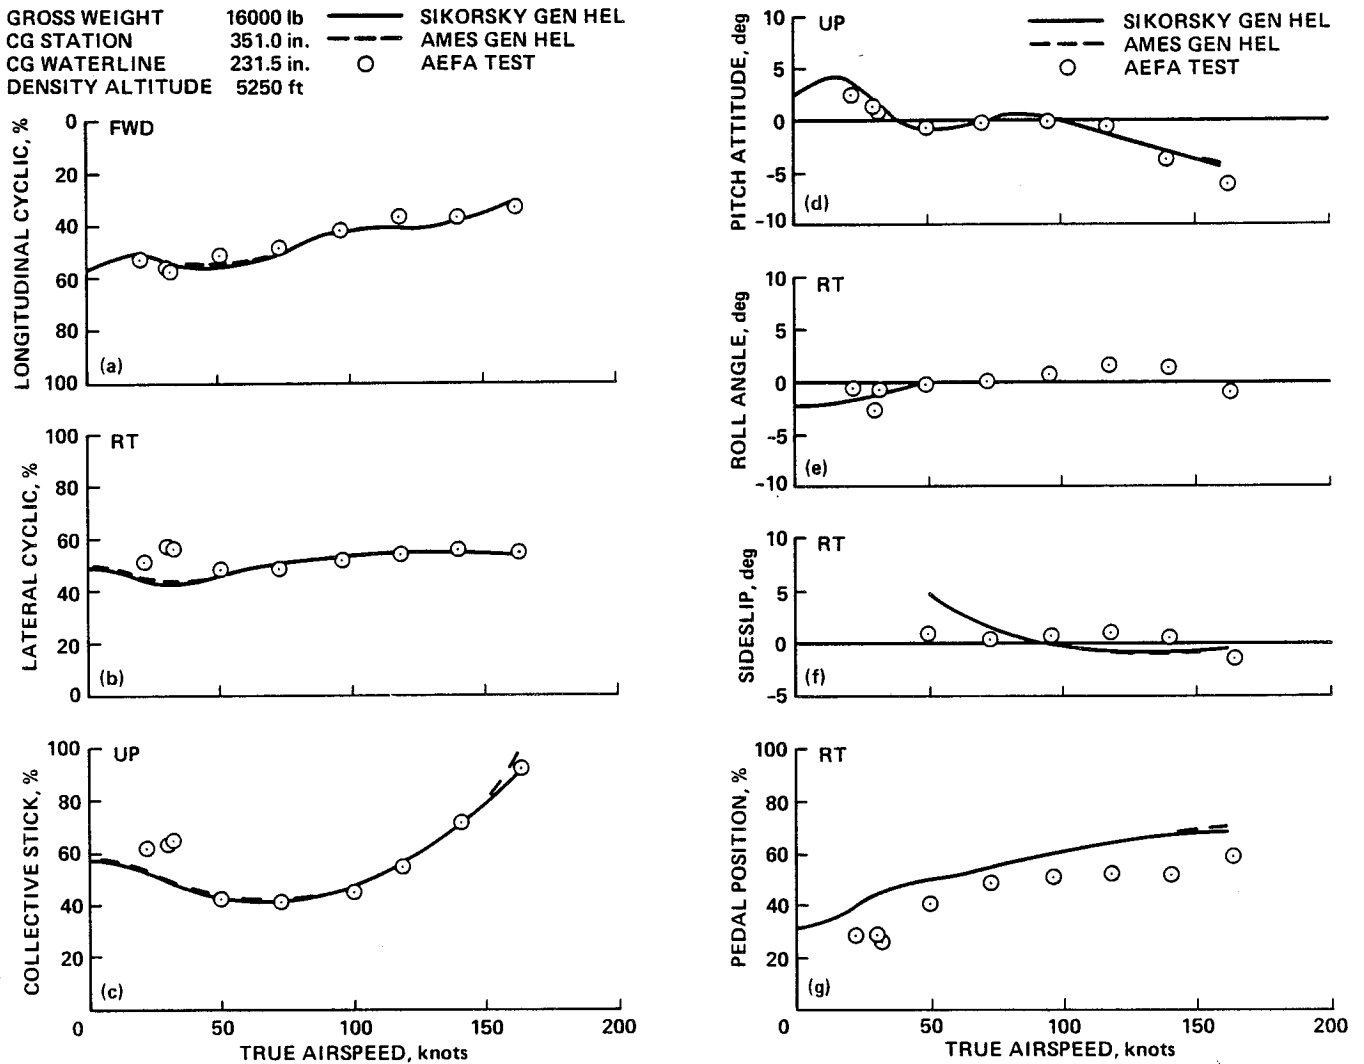 GROSS WEIGHT 16000 lb
CG STATION 351.0 in.
CG WATERLINE 231.5 in.
DENSITY ALTITUDE 5250 ft
SIKORSKY GEN HEL
AMES GEN HEL
AEFA TEST
LONGITUDINAL CYCLIC, %
0
20
40
60
80
100
FWD
(a)
LATERAL CYCLIC, %
100
80
60
40
20
0
RT
(b)
COLLECTIVE STICK, %
100
80
60
40
20
UP
(c)
0 50 100 150 200
TRUE AIRSPEED, knots
SIKORSKY GEN HEL
AMES GEN HEL
AEFA TEST
PITCH ATTITUDE, deg
10
5
0
-5
-10
UP
(d)
ROLL ANGLE, deg
10
5
0
-5
-10
RT
(e)
SIDESLIP, deg
10
5
0
-5
RT
(f)
PEDAL POSITION, %
100
80
60
40
20
RT
(g)
0 50 100 150 200
TRUE AIRSPEED, knots